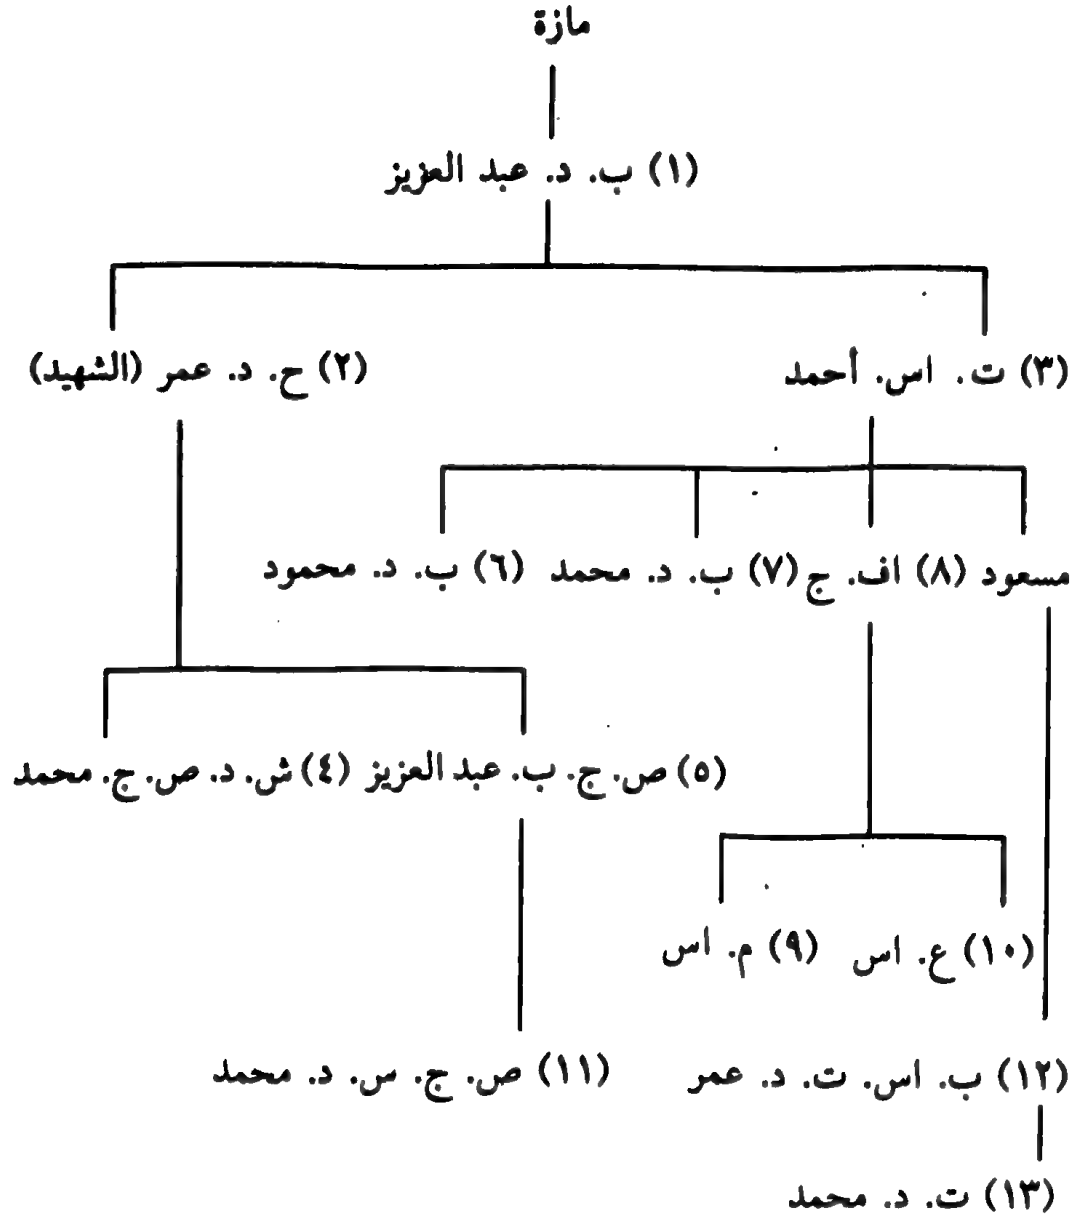 مازة
(١) ب. د. عبد العزيز
(٣) ت. اس. أحمد (٢) ح. د. عمر (الشهيد)
مسعود (٨) اف. ج (٧) ب. د. محمد (٦) ب. د. محمود
(٥) ص. ج. ب. عبد العزيز (٤) ش. د. ص. ج. محمد
(١٠) ع. اس (٩) م. اس
(١٢) ب. اس. ت. د. عمر (١١) ص. ج. س. د. محمد
(١٣) ت. د. محمد